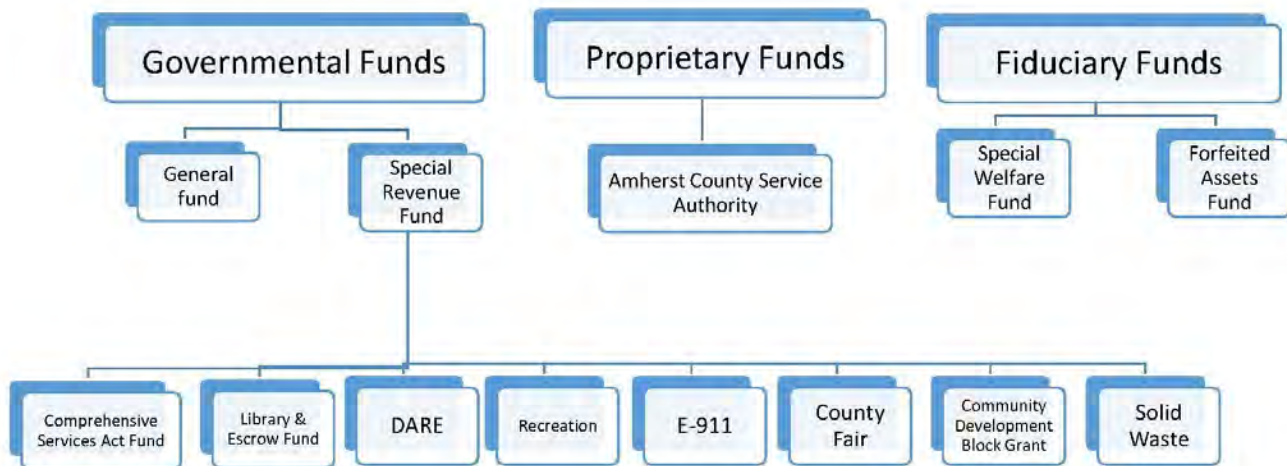 Governmental Funds
Proprietary Funds
Fiduciary Funds
General
fund
Special
Revenue
Fund
Amherst County Service
Authority
Special
Welfare
Fund
Forfeited
Assets
Fund
Comprehensive
Services Act Fund
Library &
Escrow Fund
DARE
Recreation
E-911
County
Fair
Community
Development
Block Grant
Solid
Waste